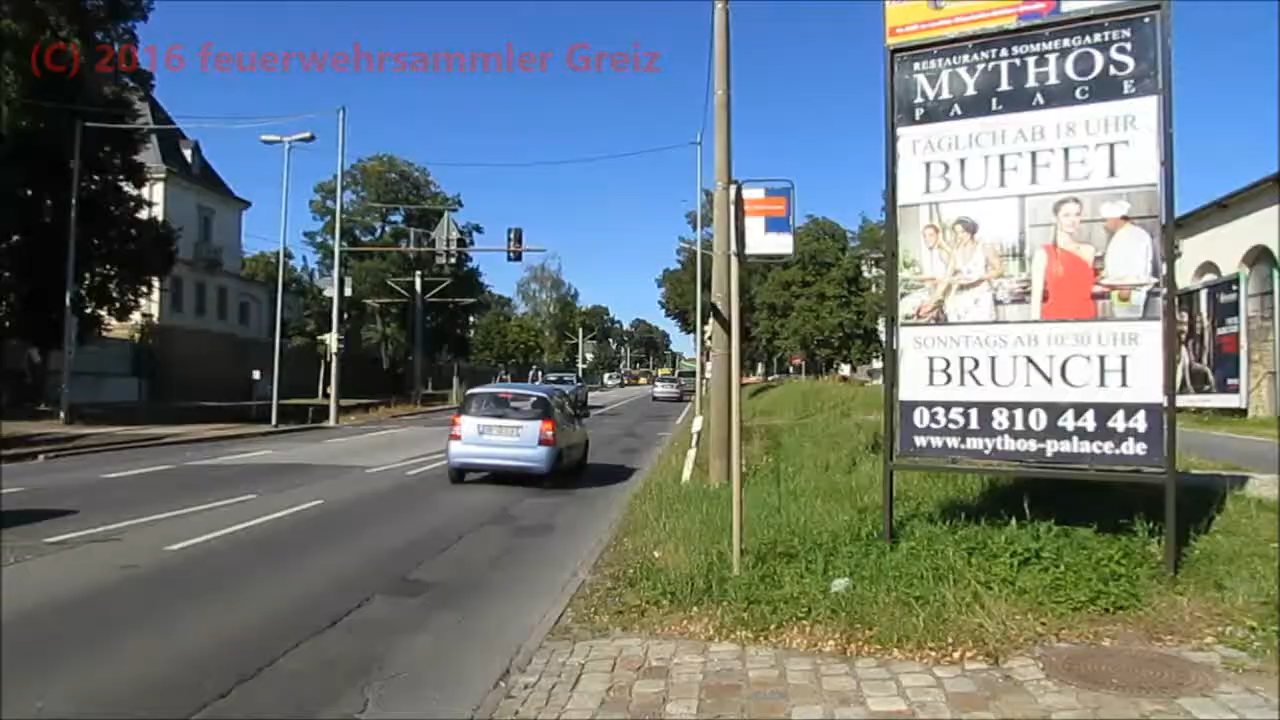 (C) 2016 feuerwehrsammler Greiz
RESTAURANT & SOMMERGARTEN
MYTHOS
PALACE
TÄGLICH AB 18 UHR
BUFFET
SONNTAGS AB 10:30 UHR
BRUNCH
0351 810 44 44
www.mythos-palace.de